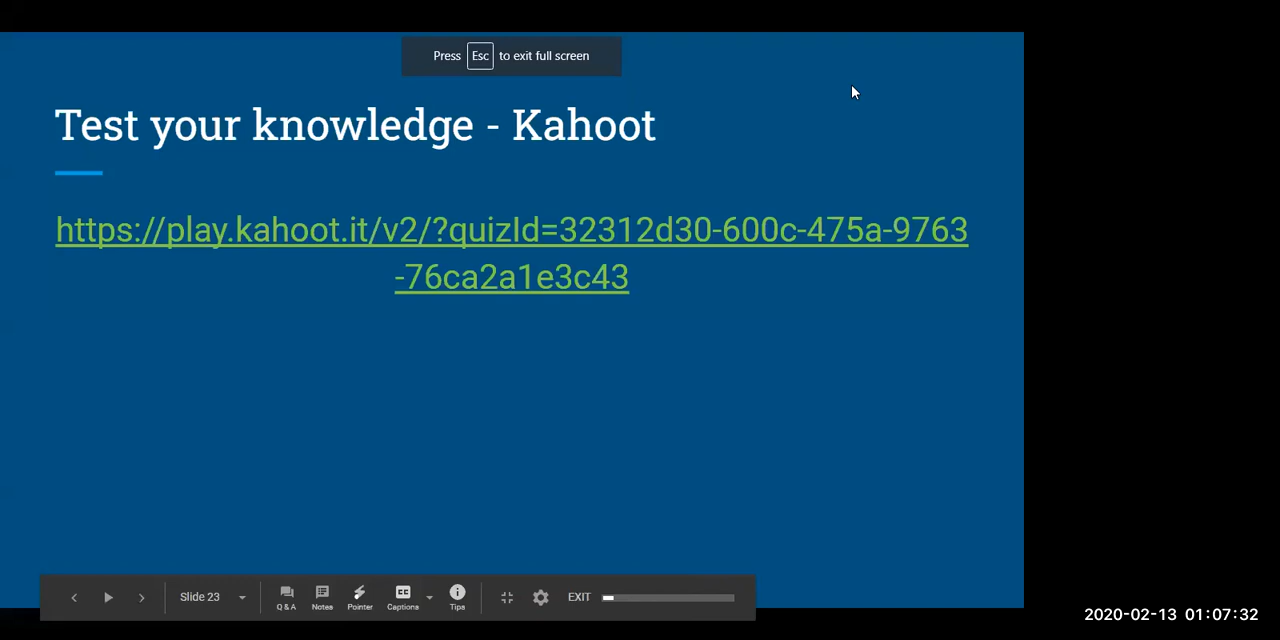 Press Esc to exit full screen
Test your knowledge - Kahoot
https://play.kahoot.it/v2/?quizId=32312d30-600c-475a-9763
-76ca2a1e3c43
Slide 23
Q & A
Notes
Pointer
CC
Captions
Tips
EXIT
2020-02-13 01:07:32